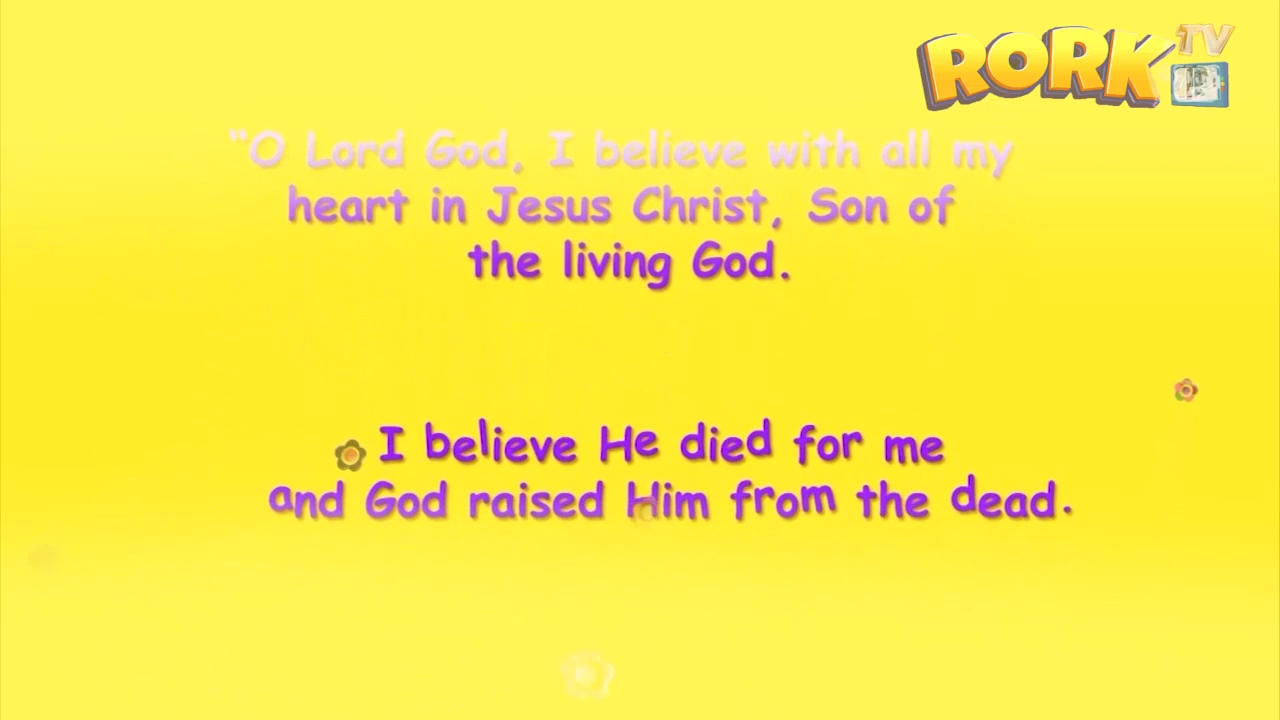 RORK TV
"O Lord God, I believe with all my
heart in Jesus Christ, Son of
the living God.
I believe He died for me
and God raised Him from the dead.